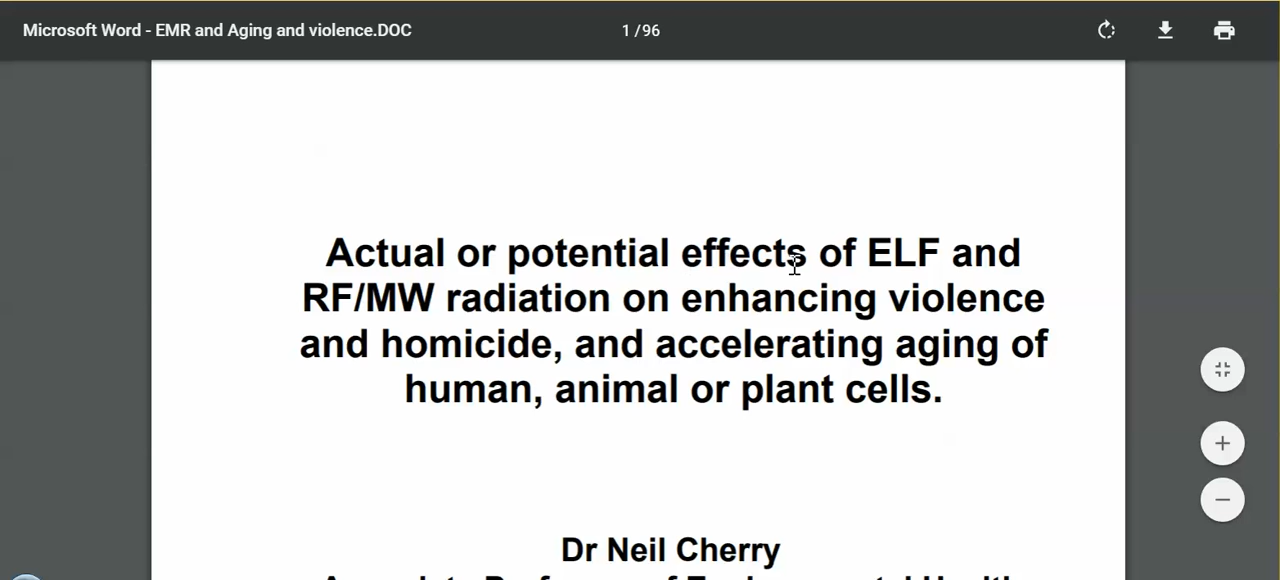 Microsoft Word - EMR and Aging and violence.DOC 1 / 96
Actual or potential effects of ELF and
RF/MW radiation on enhancing violence
and homicide, and accelerating aging of
human, animal or plant cells.
Dr Neil Cherry